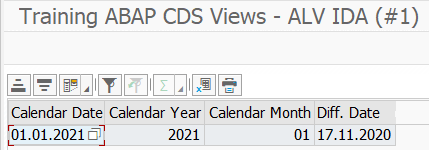 Training ABAP CDS Views - ALV IDA (#1)
Calendar Date Calendar Year Calendar Month Diff. Date
01.01.2021 2021 01 17.11.2020